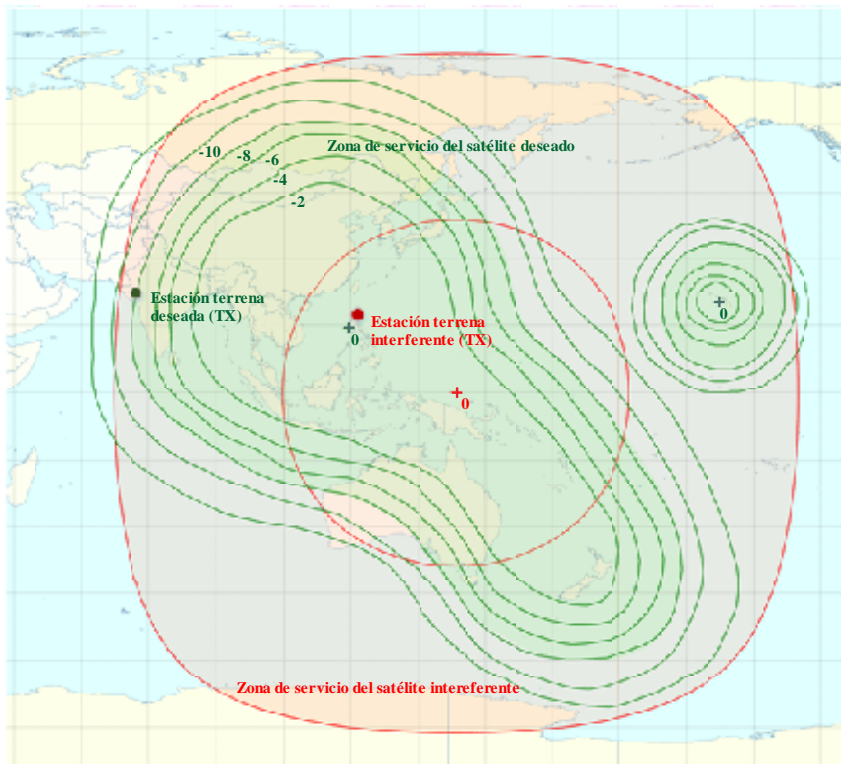 Zona de servicio del satélite deseado
-10
-8
-6
-4
-2
Estación terrena
deseada (TX)
Estación terrena
interferente (TX)
0
0
0
Zona de servicio del satélite intereferente